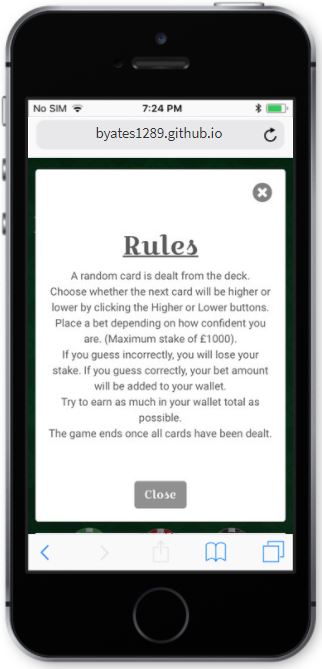 No SIM 7:24 PM
byates1289.github.io
Rules
A random card is dealt from the deck.
Choose whether the next card will be higher or
lower by clicking the Higher or Lower buttons.
Place a bet depending on how confident you
are. (Maximum stake of £1000).
If you guess incorrectly, you will lose your
stake. If you guess correctly, your bet amount
will be added to your wallet.
Try to earn as much in your wallet total as
possible.
The game ends once all cards have been dealt.
Close